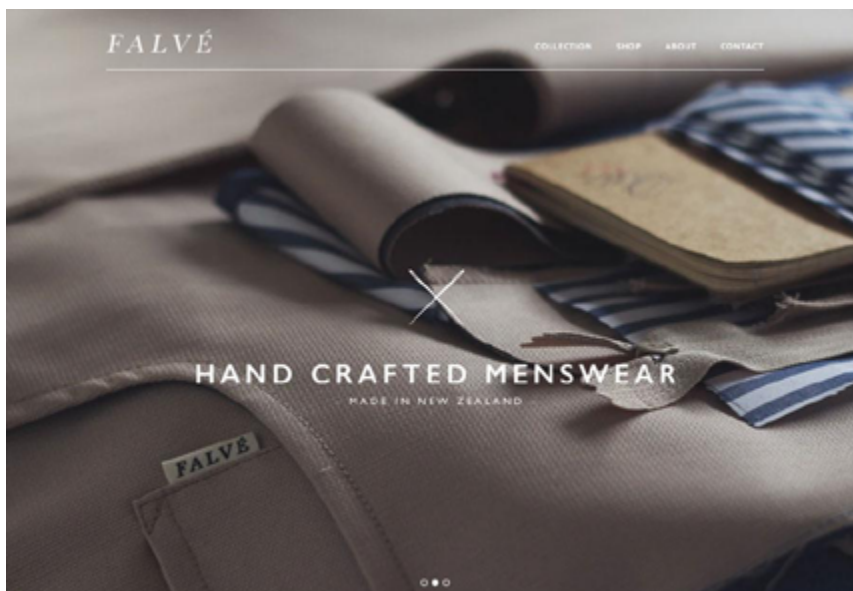 FALVÉ
COLLECTION SHOP ABOUT CONTACT
HAND CRAFTED MENSWEAR
MADE IN NEW ZEALAND
FALVÉ